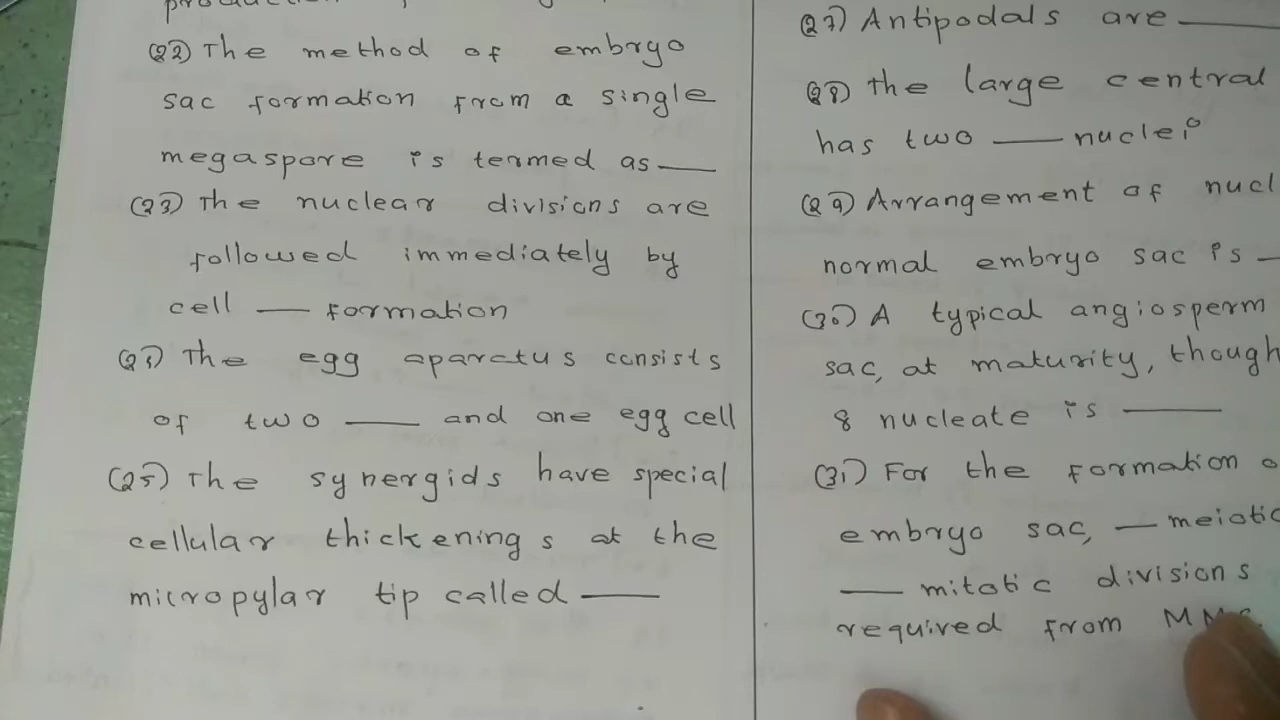 (22) The method of embryo
sac formation from a single
megaspore is termed as ___
(23) The nuclear divisions are
followed immediately by
cell ___ formation
The egg aparatus consists
of two ___ and one egg cell
(25) The synergids have special
cellular thickenings at the
micropylar tip called ___
(27) Antipodals are ___
(28) The large central
has two ___ nuclei
(29) Arrangement of nucl
normal embryo sac is ___
(30) A typical angiosperm
sac, at maturity, though
8 nucleate is ___
(31) For the formation o
embryo sac, ___ meiotic
___ mitotic divisions
required from